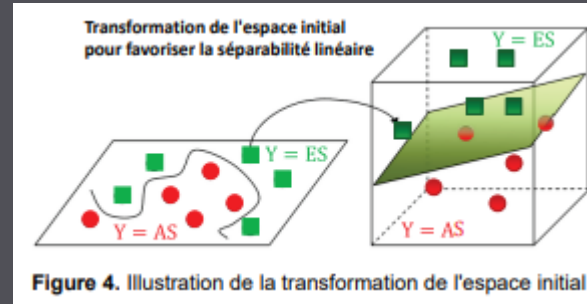 Transformation de l'espace initial
pour favoriser la séparabilité linéaire
Y = ES
Y = ES
Y = AS
Y = AS
Figure 4. Illustration de la transformation de l'espace initial